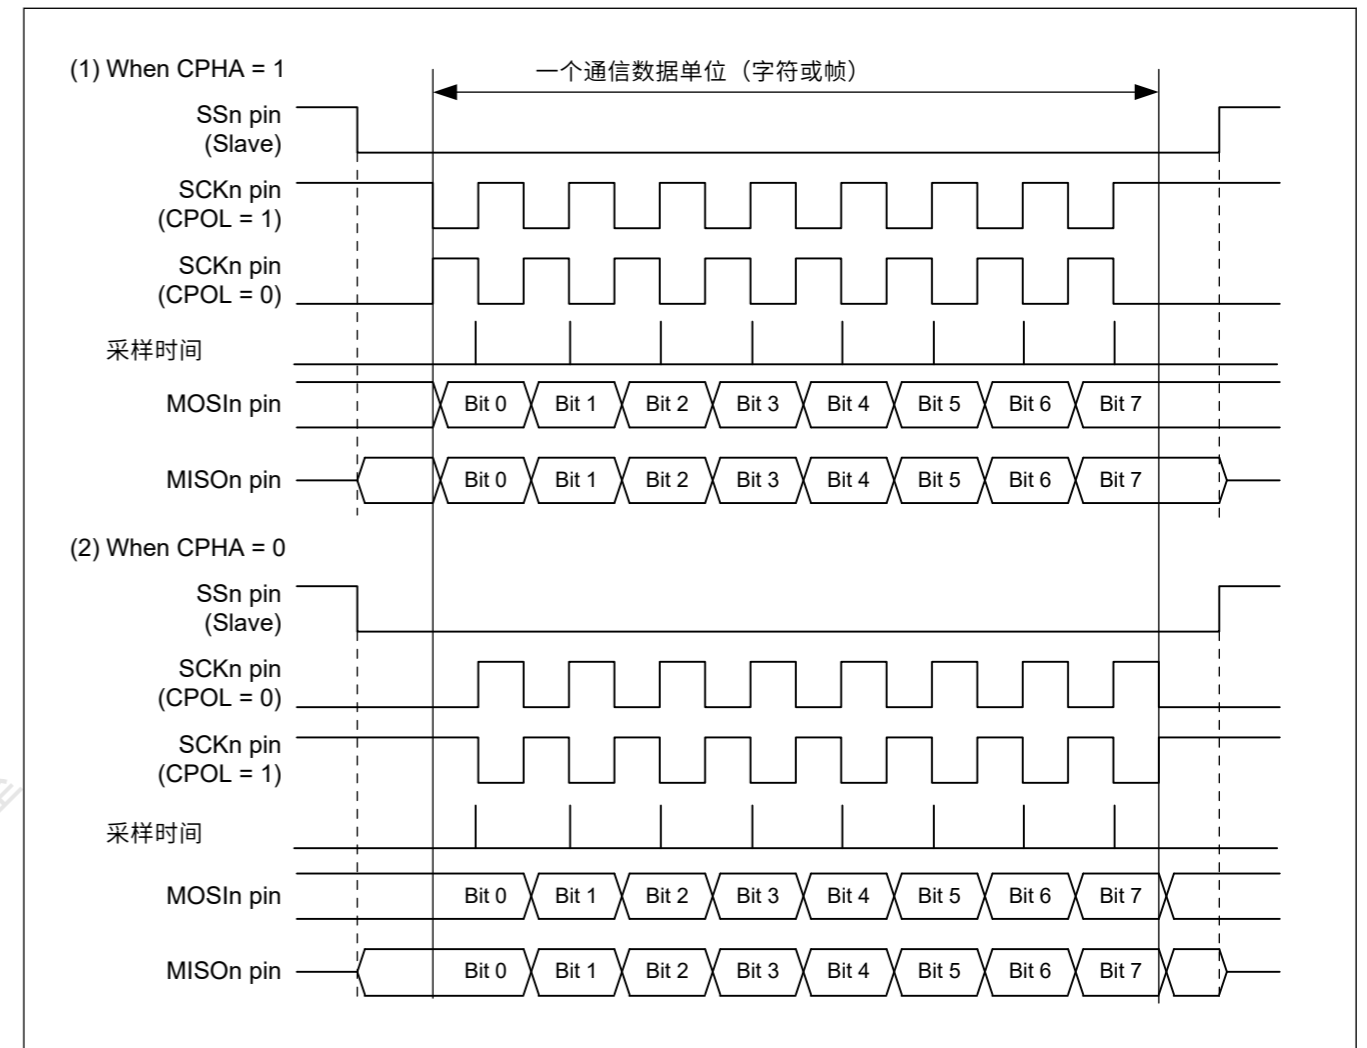 (1) When CPHA = 1
一个通信数据单位（字符或帧）
SSn pin
(Slave)
SCKn pin
(CPOL = 1)
SCKn pin
(CPOL = 0)
采样时间
MOSIn pin
Bit 0 Bit 1 Bit 2 Bit 3 Bit 4 Bit 5 Bit 6 Bit 7
MISOn pin
Bit 0 Bit 1 Bit 2 Bit 3 Bit 4 Bit 5 Bit 6 Bit 7
(2) When CPHA = 0
SSn pin
(Slave)
SCKn pin
(CPOL = 0)
SCKn pin
(CPOL = 1)
采样时间
MOSIn pin
Bit 0 Bit 1 Bit 2 Bit 3 Bit 4 Bit 5 Bit 6 Bit 7
MISOn pin
Bit 0 Bit 1 Bit 2 Bit 3 Bit 4 Bit 5 Bit 6 Bit 7